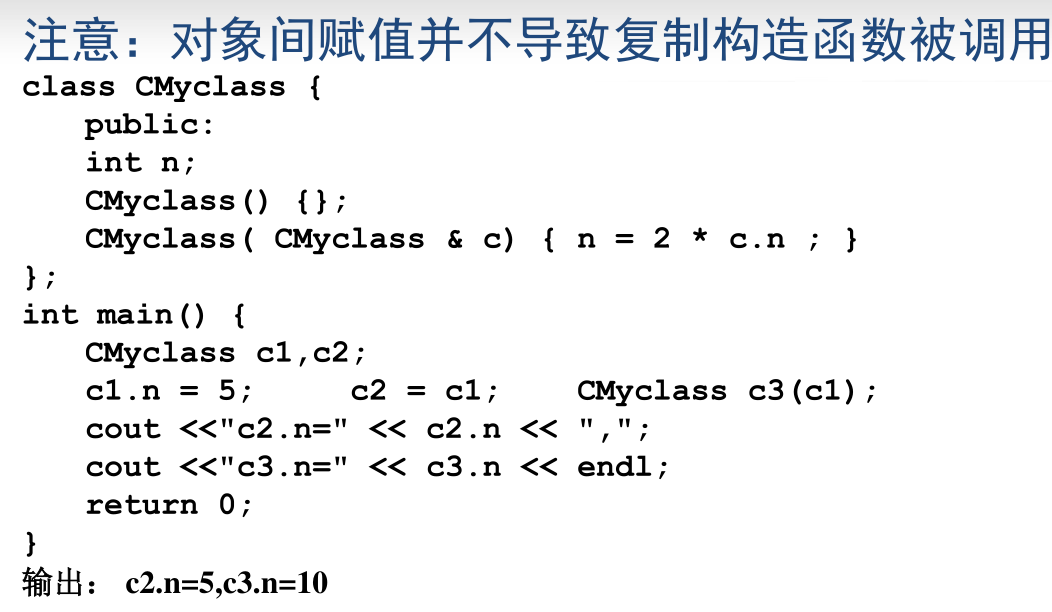 注意：对象间赋值并不导致复制构造函数被调用
class CMyclass {
public:
int n;
CMyclass() {};
CMyclass( CMyclass & c) { n = 2 * c.n ; }
};
int main() {
CMyclass c1,c2;
c1.n = 5; c2 = c1; CMyclass c3(c1);
cout <<"c2.n=" << c2.n << ",";
cout <<"c3.n=" << c3.n << endl;
return 0;
}
输出： c2.n=5,c3.n=10